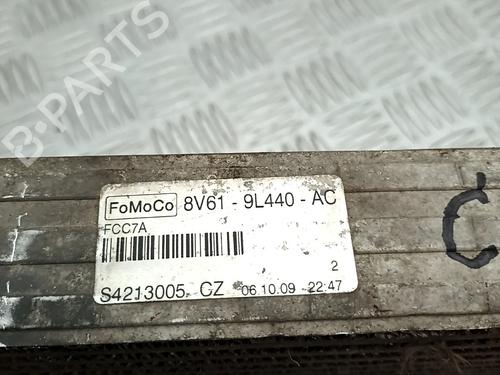 B-PARTS
FoMoCo 8V61 - 9L440 - AC
FCC7A
2
S4213005 CZ 06.10.09 22:47
C